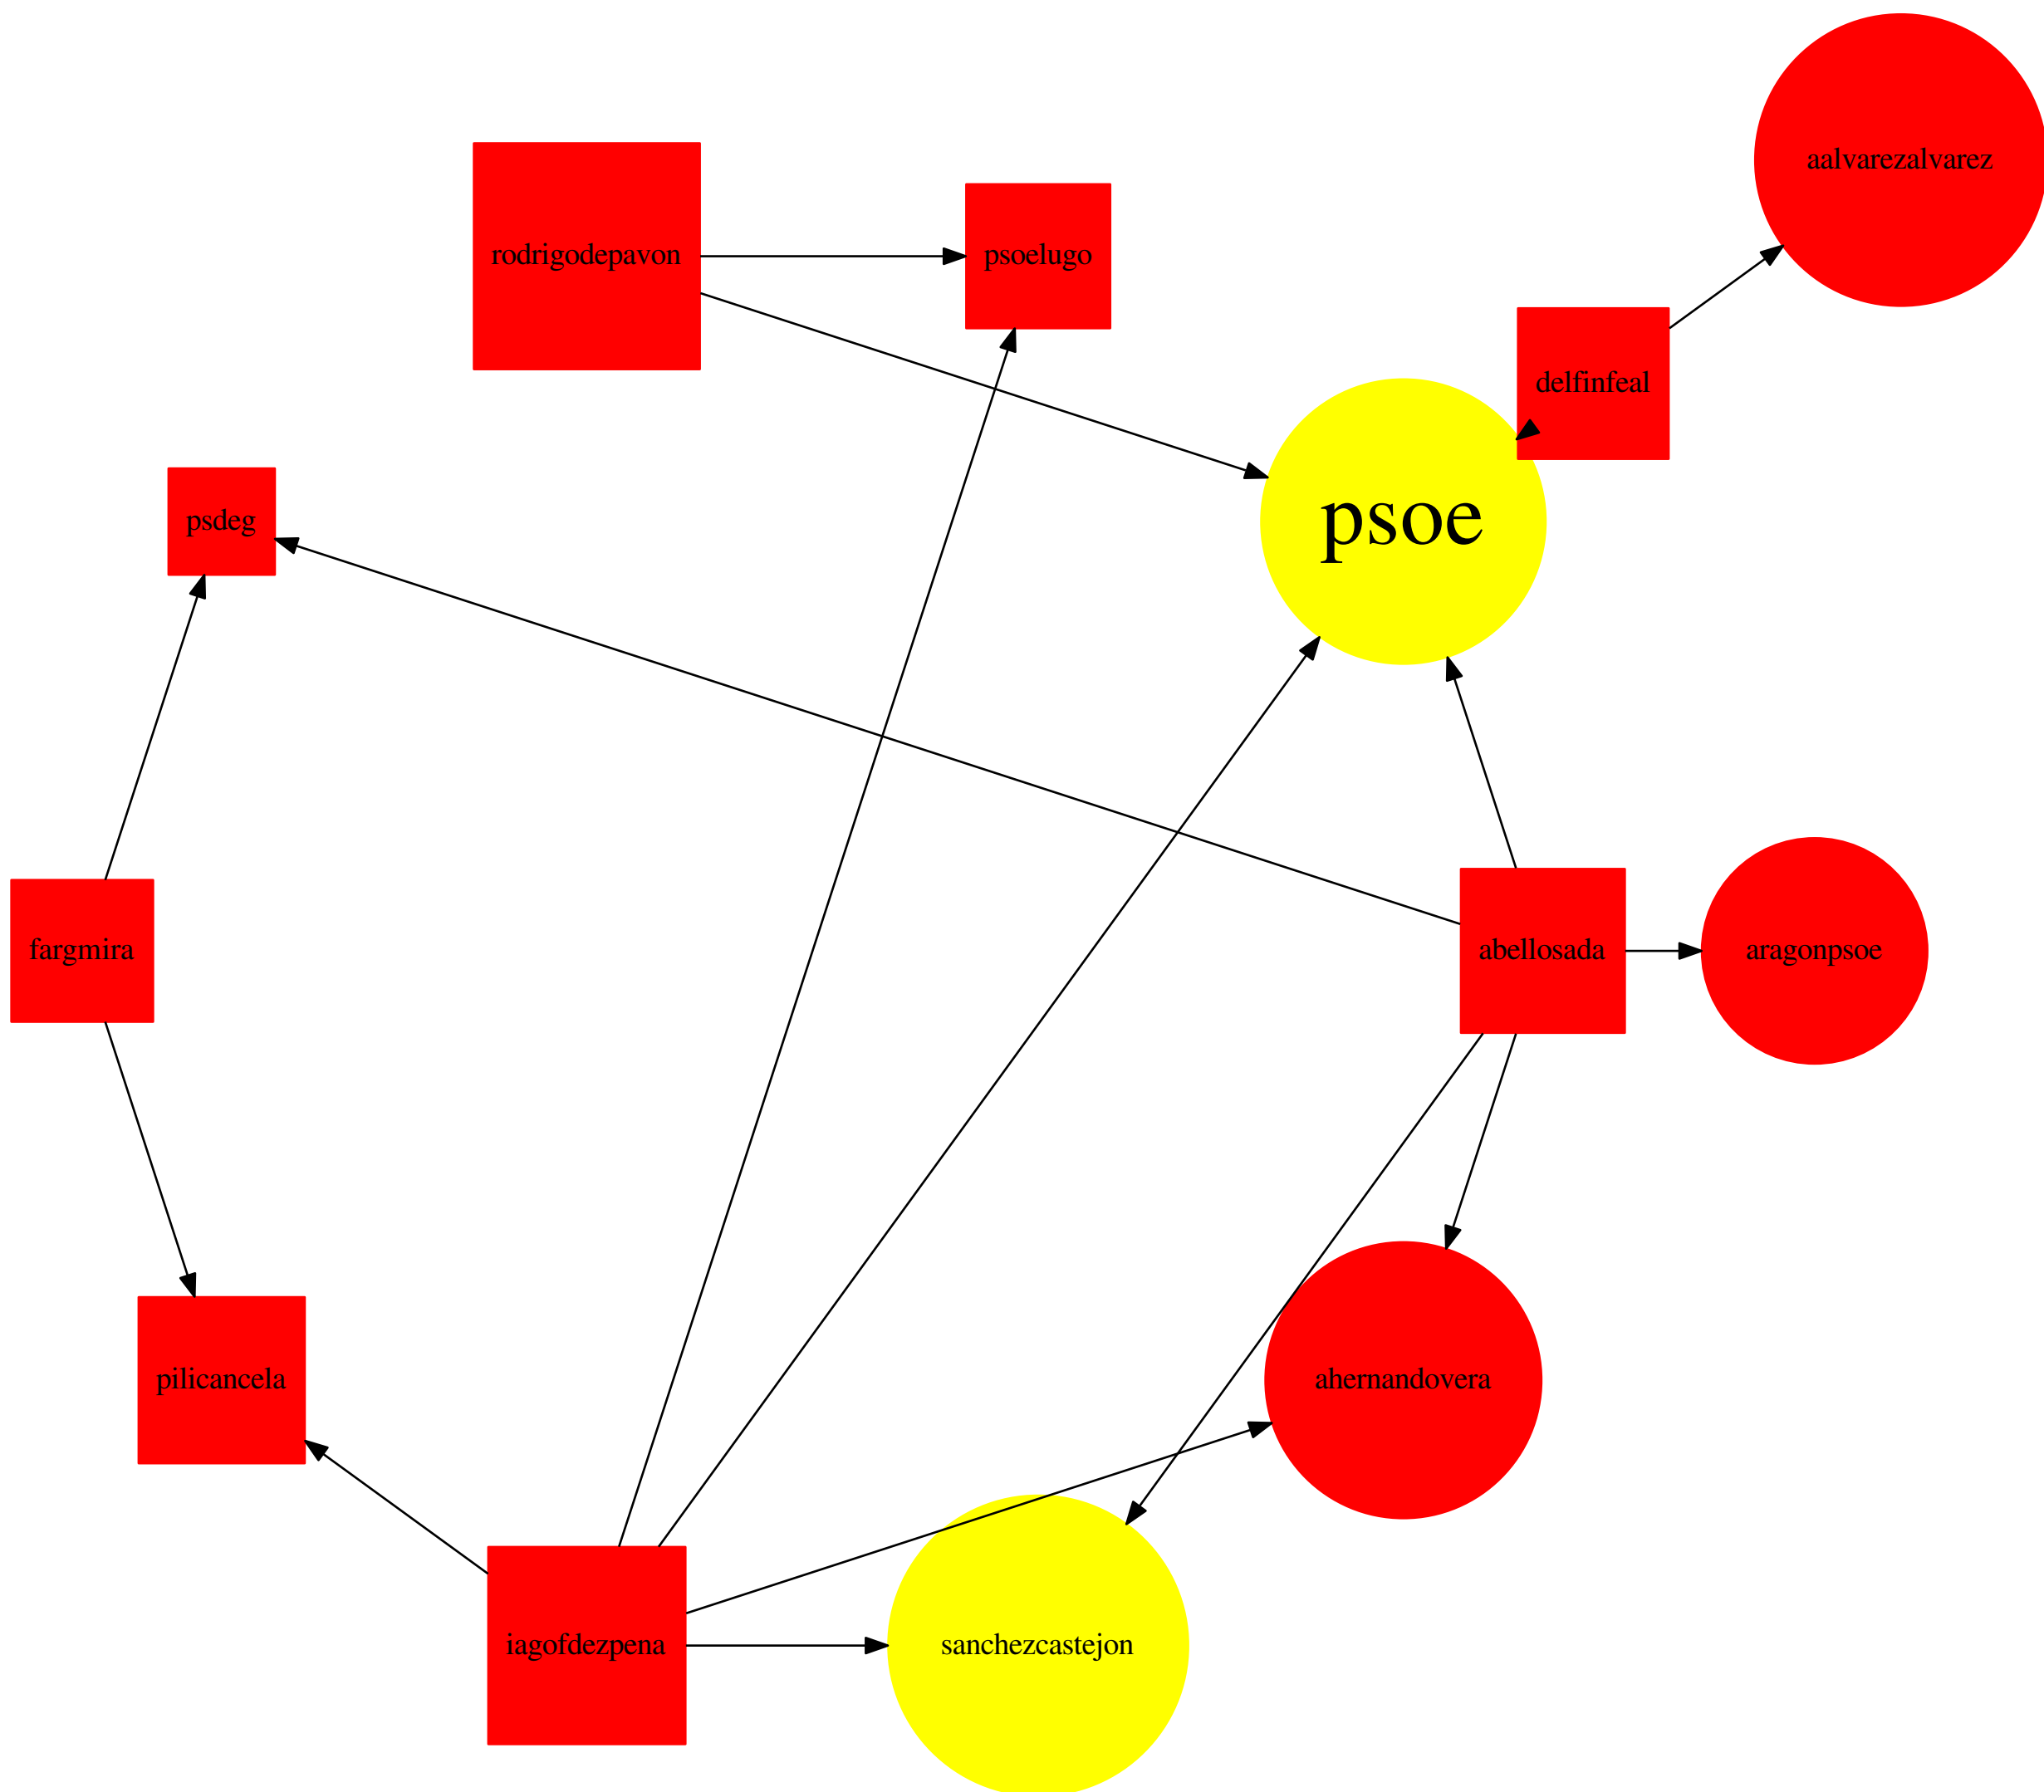 aalvarezalvarez
rodrigodepavon
psoelugo
delfinfeal
psdeg
psoe
fargmira
abellosada
aragonpsoe
pilicancela
ahernandovera
iagofdezpena
sanchezcastejon